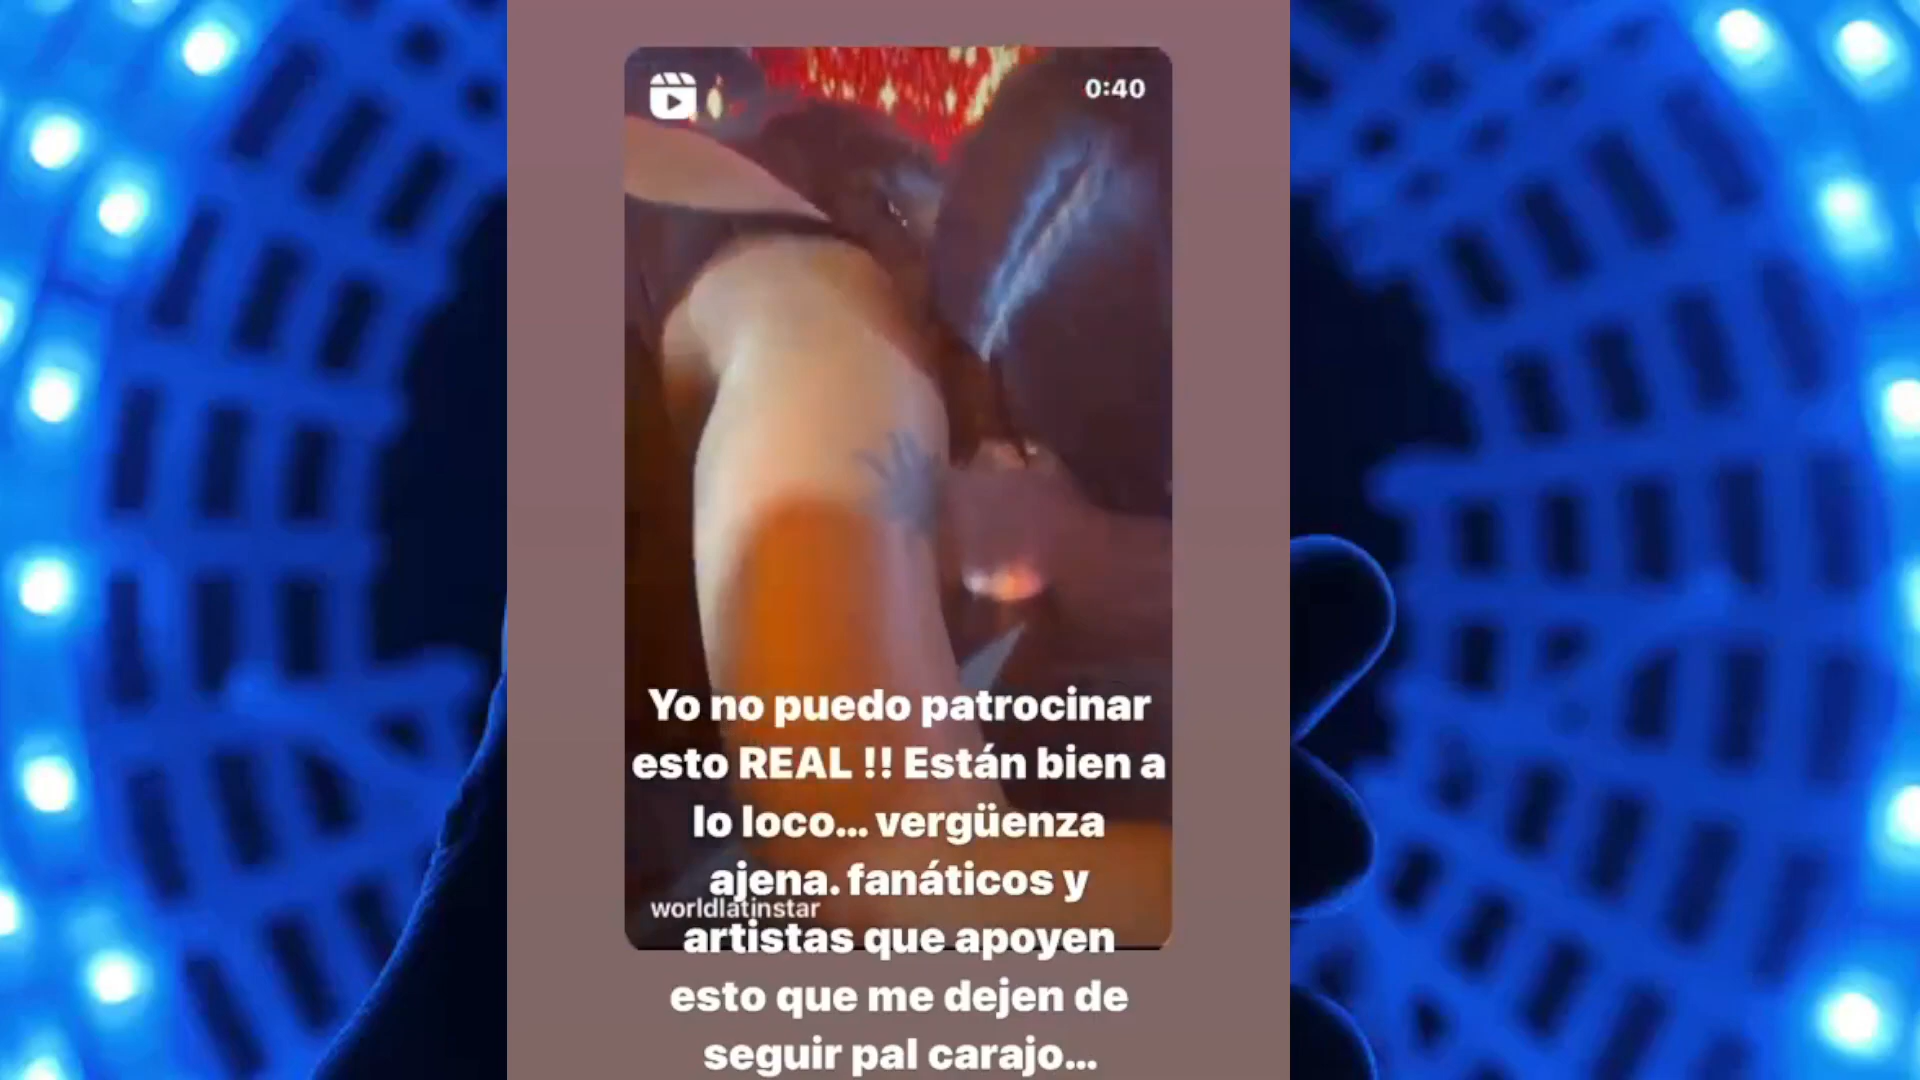 0:40
Yo no puedo patrocinar
esto REAL !! Están bien a
lo loco... vergüenza
ajena. fanáticos y
worldlatinstar
artistas que apoyen
esto que me dejen de
seguir pal carajo...